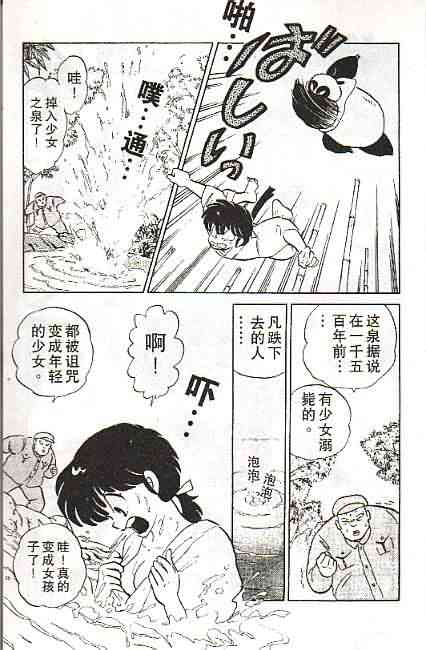 啪……
ばしぃっ
噗…通…
哇！
掉入少女
之泉了！
这泉据说
在一千五
百年前…
…
有少女溺
毙的。
凡跌下
去的人
……
泡泡
泡泡
啊！
吓…
都被诅咒
变成年轻
的少女。
哇！真的
变成女孩
子了！